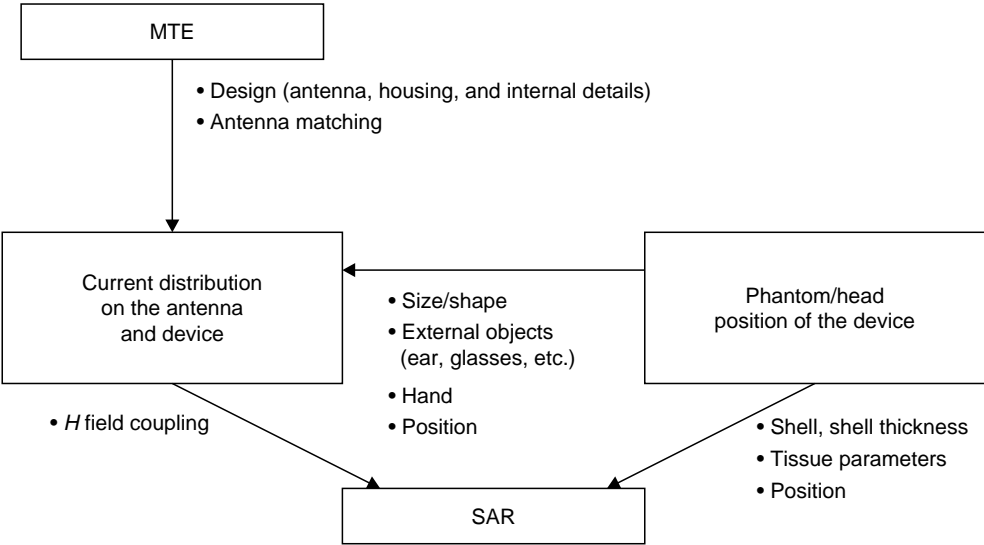 MTE
• Design (antenna, housing, and internal details)
• Antenna matching
Current distribution
on the antenna
and device
• Size/shape
• External objects
(ear, glasses, etc.)
• Hand
• Position
Phantom/head
position of the device
• H field coupling
• Shell, shell thickness
• Tissue parameters
• Position
SAR